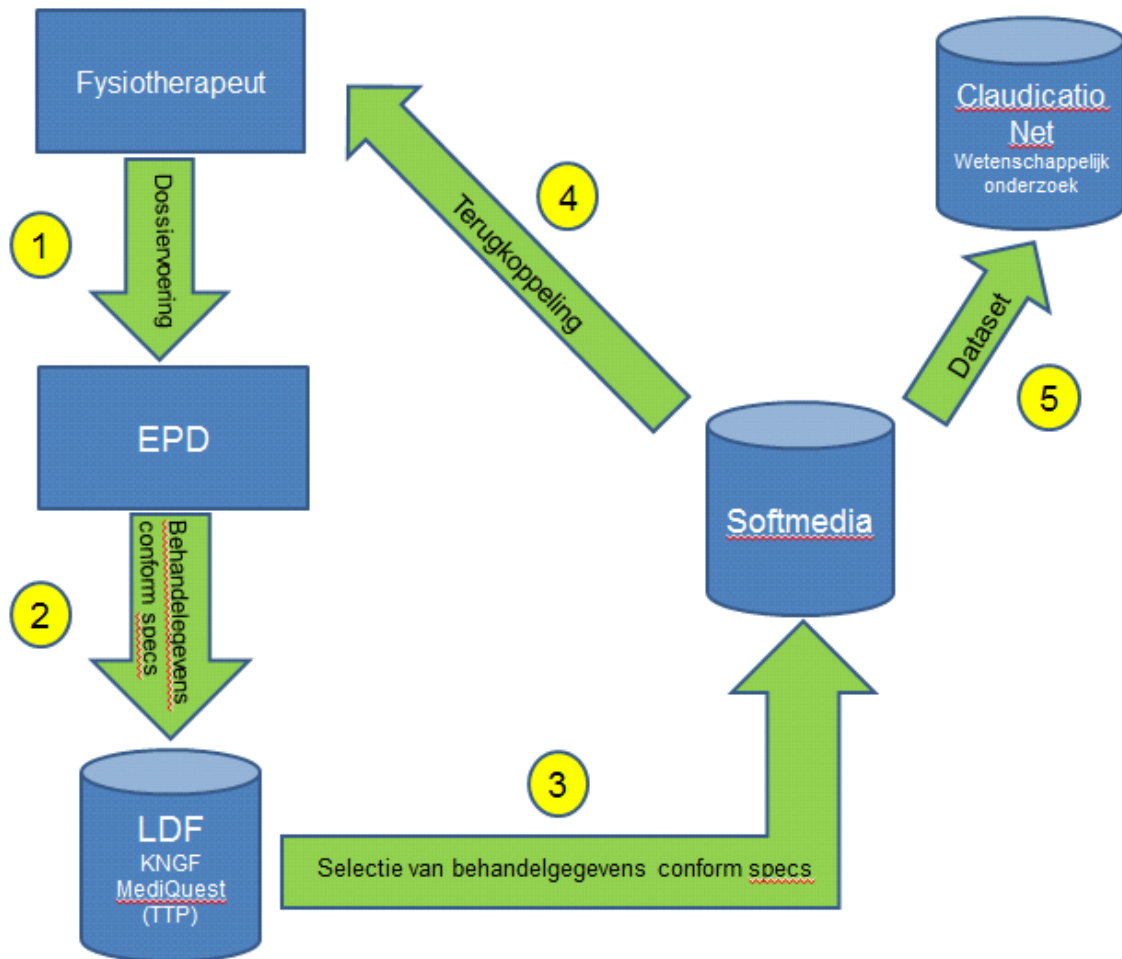 Fysiotherapeut
1
Dossiervoering
EPD
2
Behandelegevens
conform specs
LDF
KNGF
MediQuest
(TTP)
3
Selectie van behandelgegevens conform specs
Softmedia
4
Terugkoppeling
5
Dataset
Claudicatio
Net
Wetenschappelijk
onderzoek